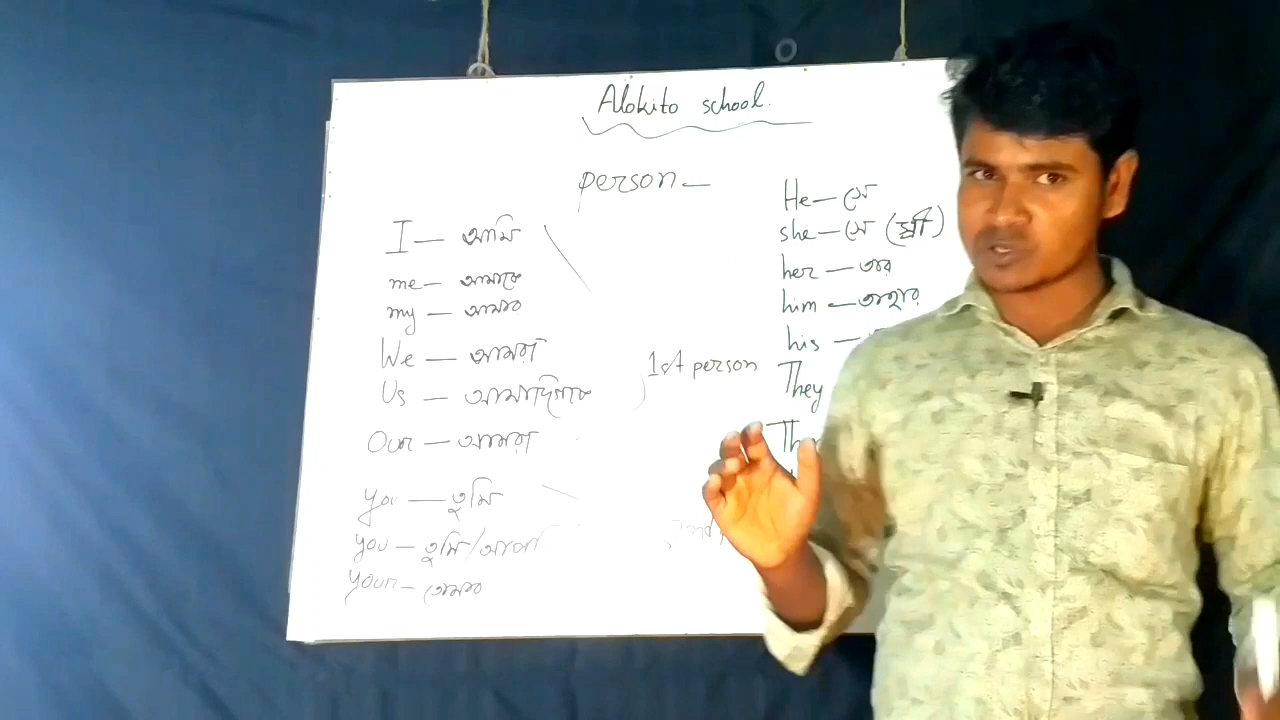 Alokito school.
person —
I — আমি
me — আমাকে
my — আমার
We — আমরা
Us — আমাদিগকে
Our — আমরা
1st person
you — তুমি
you — তুমি/আপনি
your — তোমার
He — সে
she — সে (স্ত্রী)
her — তার
him — তাহার
his —
They